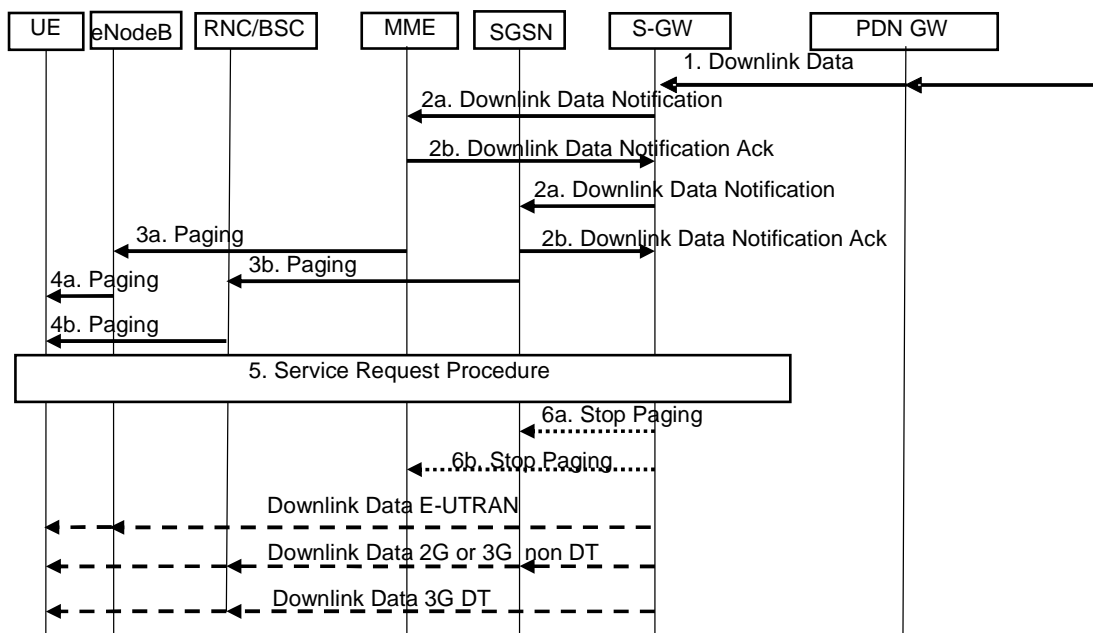 UE
eNodeB
RNC/BSC
MME
SGSN
S-GW
PDN GW
1. Downlink Data
2a. Downlink Data Notification
2b. Downlink Data Notification Ack
2a. Downlink Data Notification
3a. Paging
2b. Downlink Data Notification Ack
3b. Paging
4a. Paging
4b. Paging
5. Service Request Procedure
6a. Stop Paging
6b. Stop Paging
Downlink Data E-UTRAN
Downlink Data 2G or 3G non DT
Downlink Data 3G DT